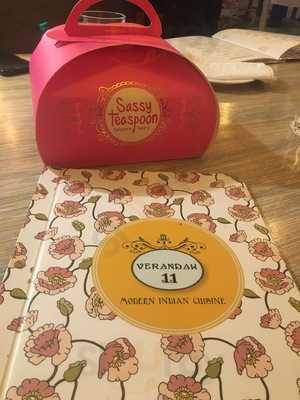 Sassy
teaspoon
VERANDAH
11
MODERN INDIAN CUISINE